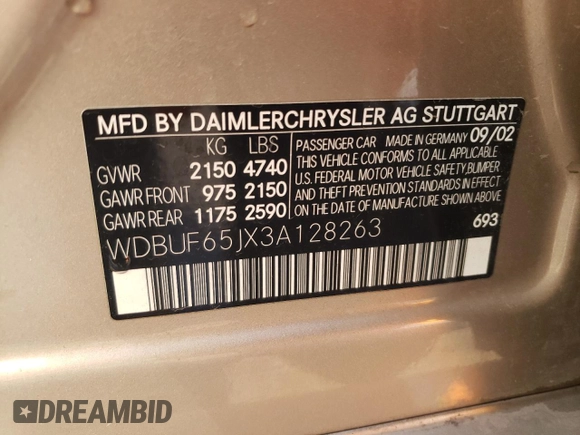 MFD BY DAIMLERCHRYSLER AG STUTTGART
KG LBS
GVWR 2150 4740
GAWR FRONT 975 2150
GAWR REAR 1175 2590
PASSENGER CAR MADE IN GERMANY 09/02
THIS VEHICLE CONFORMS TO ALL APPLICABLE
U.S. FEDERAL MOTOR VEHICLE SAFETY, BUMPER
AND THEFT PREVENTION STANDARDS IN EFFECT
ON THE DATE OF MANUFACTURE SHOWN ABOVE.
693
WDBUF65JX3A128263
DREAMBID